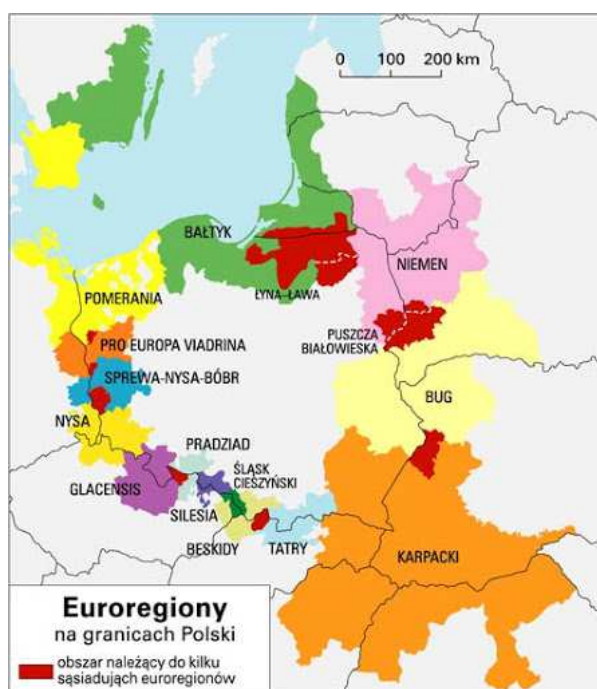 0 100 200 km
BAŁTYK
NIEMEN
ŁYNA-ŁAWA
POMERANIA
PUSZCZA
BIAŁOWIESKA
PRO EUROPA VIADRINA
SPREWA-NYSA-BÓBR
BUG
NYSA
PRADZIAD
ŚLĄSK
CIESZYŃSKI
GLACENSIS
SILESIA
BESKIDY
TATRY
KARPACKI
Euroregiony
na granicach Polski
obszar należący do kilku
sąsiadująch euroregionów